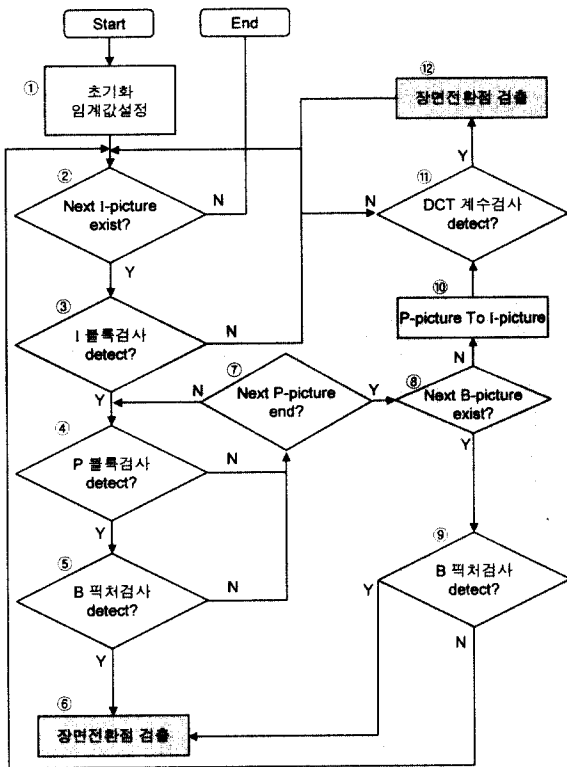 Start
End
①
초기화
임계값설정
②
Next I-picture
exist?
N
Y
③
I 블록검사
detect?
N
Y
④
P 블록검사
detect?
N
Y
⑤
B 픽처검사
detect?
N
Y
⑥
장면전환점 검출
⑦
N
Next P-picture
end?
Y
⑧
Next B-picture
exist?
N
Y
⑨
B 픽처검사
detect?
Y
N
⑩
P-picture To I-picture
⑪
N
DCT 계수검사
detect?
Y
⑫
장면전환점 검출